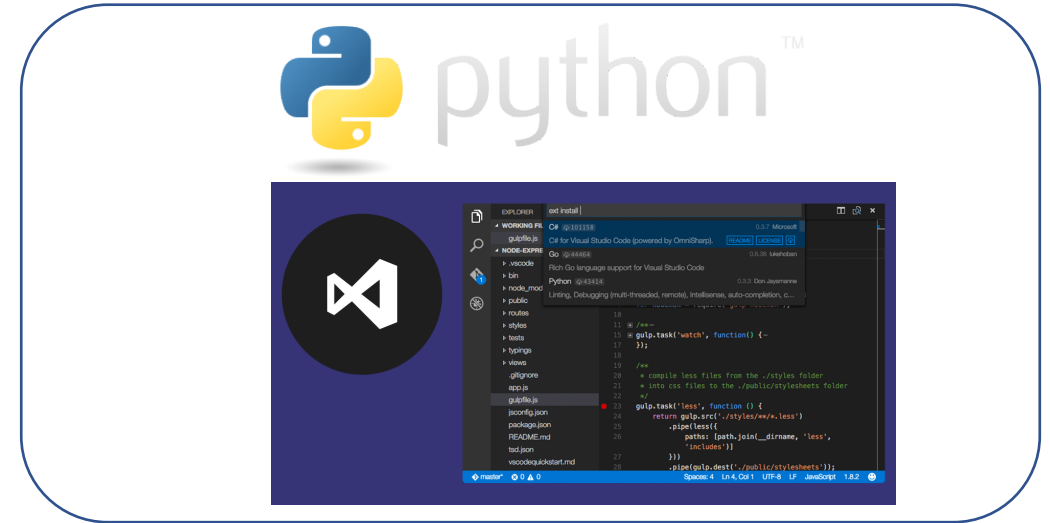 python™
EXPLORER
WORKING FIL
gulpfile.js
NODE-EXPRE
.vscode
bin
node_mod
public
routes
styles
tests
typings
views
.gitignore
app.js
gulpfile.js
jsconfig.json
package.json
README.md
tsd.json
vscodequickstart.md
ext install
C# 101158 0.3.7 Microsoft
C# for Visual Studio Code (powered by OmniSharp). README LICENSE
Go 44464 0.6.39 lukehoban
Rich Go language support for Visual Studio Code
Python 43414 0.3.3 Don Jayamanne
Linting, Debugging (multi-threaded, remote), Intellisense, auto-completion, c...
10
11 /**
15 gulp.task('watch', function() {
17 });
18
19 /**
20 * compile less files from the ./styles folder
21 * into css files to the ./public/stylesheets folder
22 */
23 gulp.task('less', function () {
24 return gulp.src('./styles/**/*.less')
25 .pipe(less({
26 paths: [path.join(__dirname, 'less',
'includes')]
27 }))
28 .pipe(gulp.dest('./public/stylesheets'));
1
master* 0 0 Spaces: 4 Ln 4, Col 1 UTF-8 LF JavaScript 1.8.2